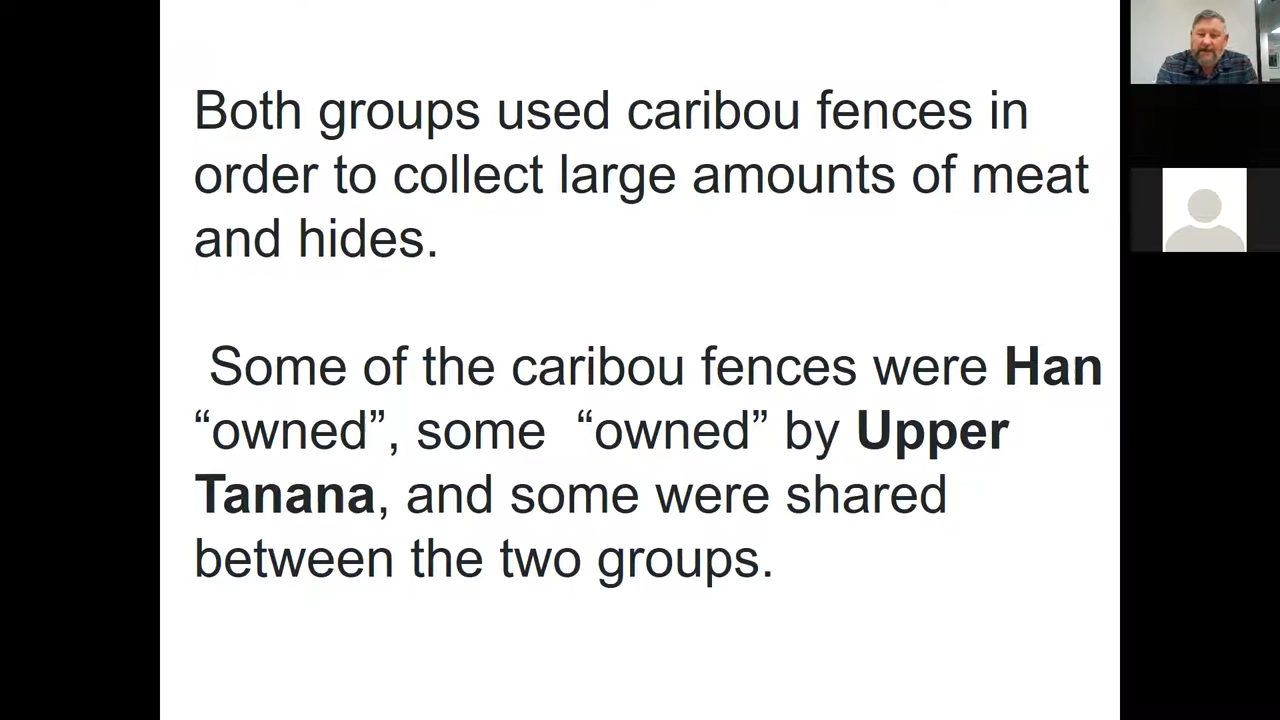 Both groups used caribou fences in
order to collect large amounts of meat
and hides.
Some of the caribou fences were Han
“owned”, some “owned” by Upper
Tanana, and some were shared
between the two groups.